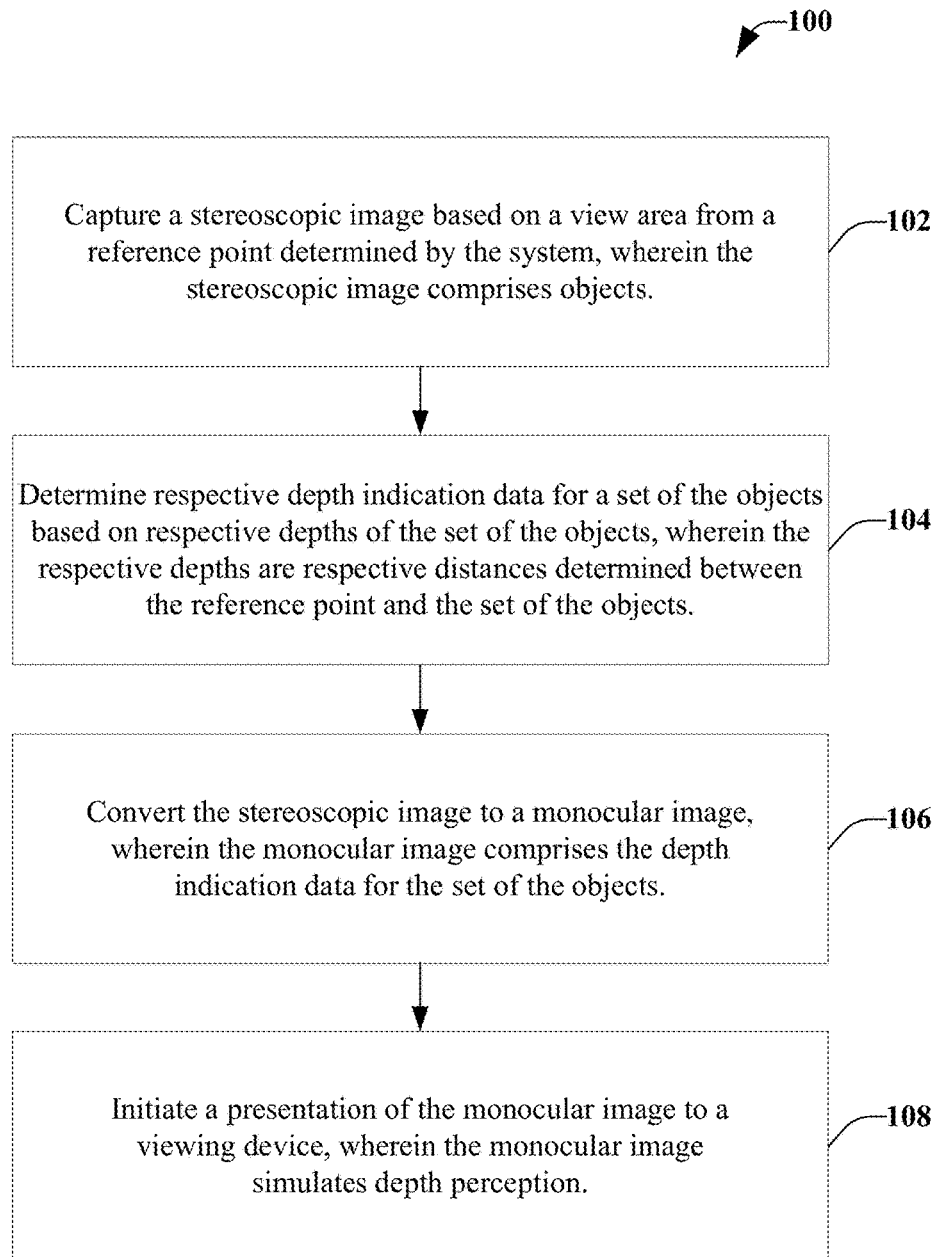 100
Capture a stereoscopic image based on a view area from a
reference point determined by the system, wherein the
stereoscopic image comprises objects.
102
Determine respective depth indication data for a set of the objects
based on respective depths of the set of the objects, wherein the
respective depths are respective distances determined between
the reference point and the set of the objects.
104
Convert the stereoscopic image to a monocular image,
wherein the monocular image comprises the depth
indication data for the set of the objects.
106
Initiate a presentation of the monocular image to a
viewing device, wherein the monocular image
simulates depth perception.
108